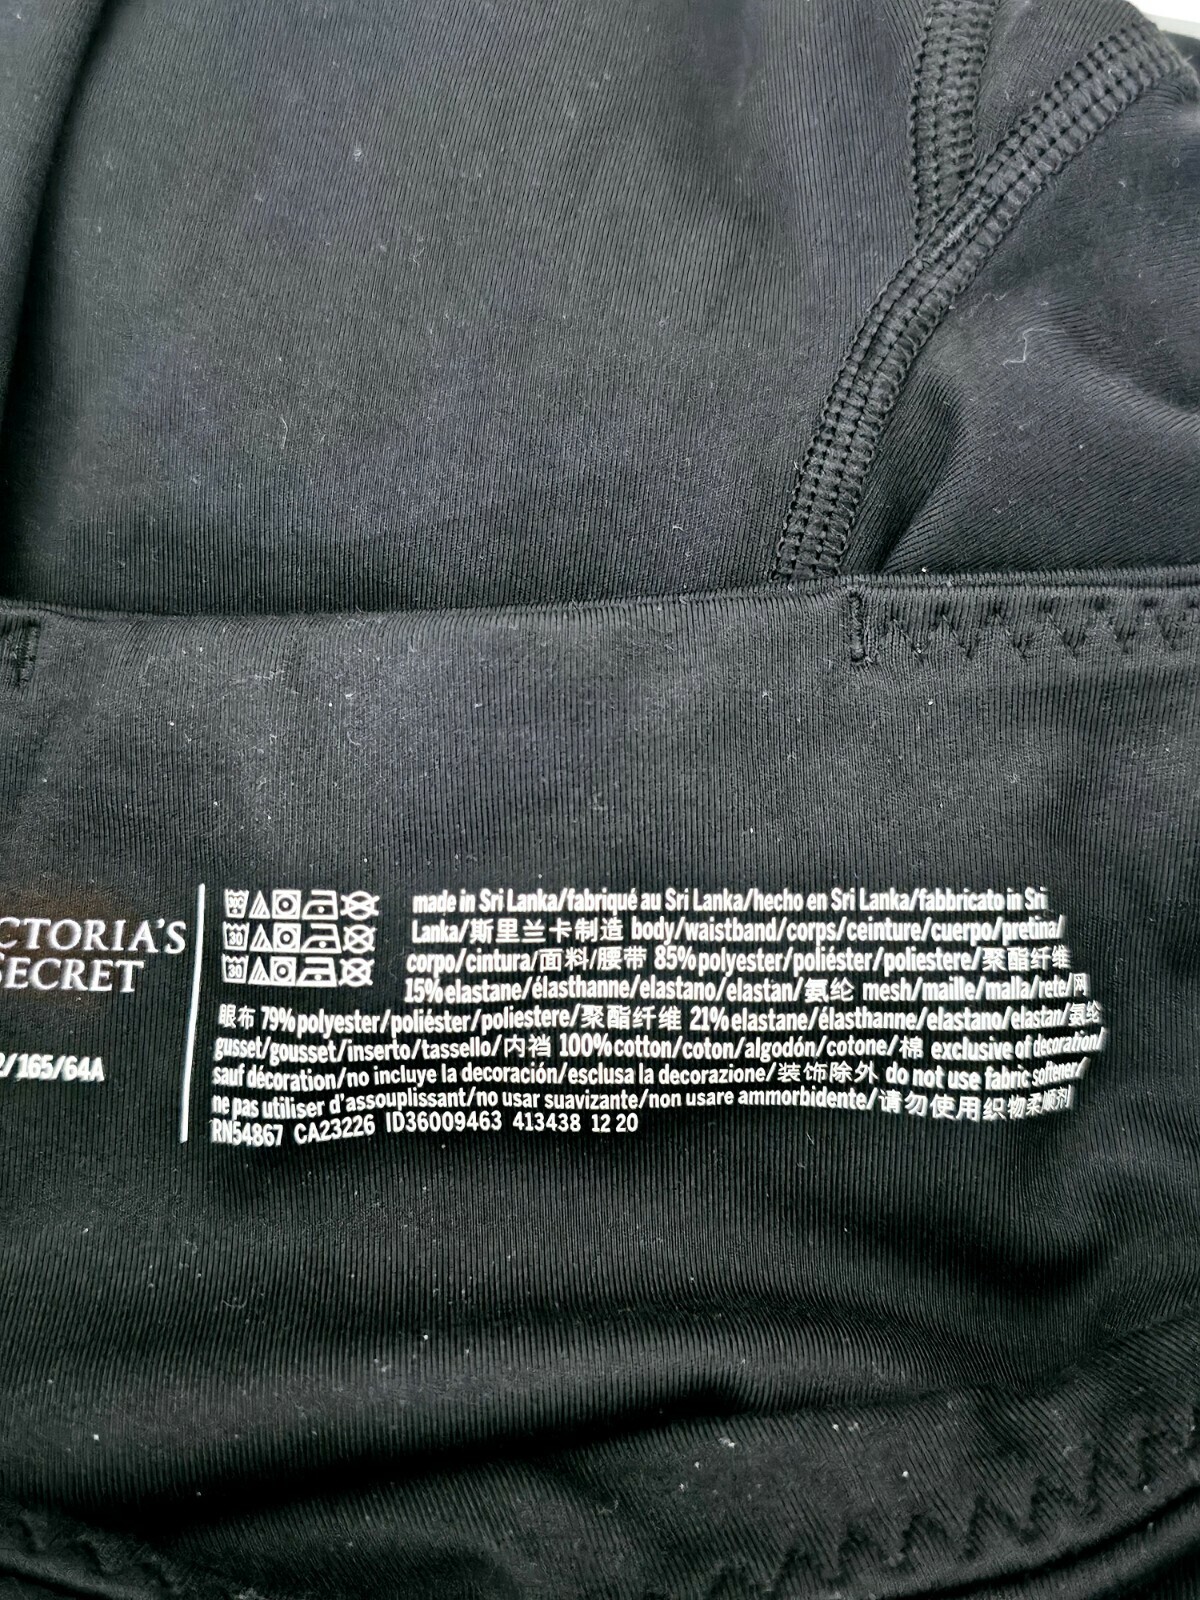 CTORIA'S
SECRET
2/165/64A
made in Sri Lanka/fabriqué au Sri Lanka/hecho en Sri Lanka/fabbricato in Sri
Lanka/斯里兰卡制造 body/waistband/corps/ceinture/cuerpo/pretina/
corpo/cintura/面料/腰带 85%polyester/poliéster/poliestere/聚酯纤维
15%elastane/élasthanne/elastano/elastan/氨纶 mesh/maille/malla/rete/网
眼布 79%polyester/poliéster/poliestere/聚酯纤维 21%elastane/élasthanne/elastano/elastan/氨纶
gusset/gousset/inserto/tassello/内裆 100%cotton/coton/algodón/cotone/棉 exclusive of decoration/
sauf décoration/no incluye la decoración/esclusa la decorazione/装饰除外 do not use fabric softener/
ne pas utiliser d'assouplissant/no usar suavizante/non usare ammorbidente/请勿使用织物柔顺剂
RN54867 CA23226 ID36009463 413438 12 20